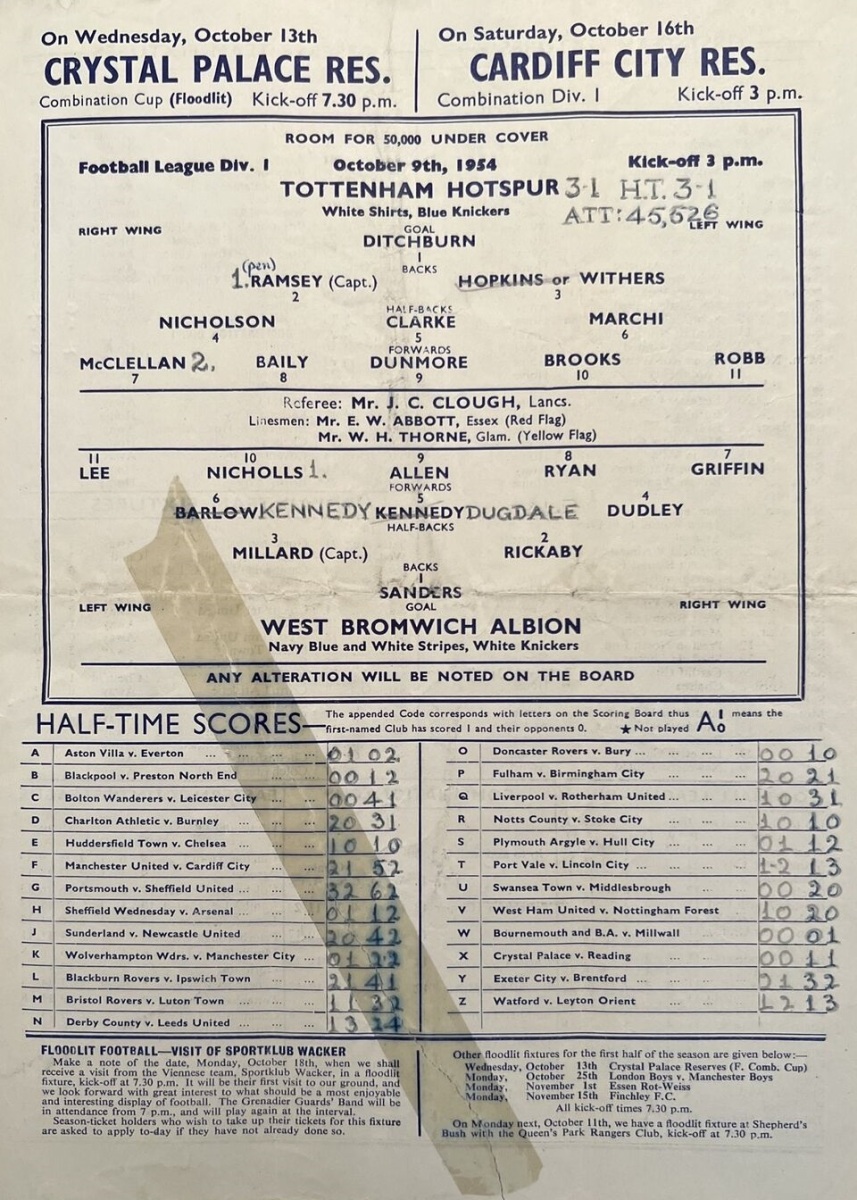 On Wednesday, October 13th
CRYSTAL PALACE RES.
Combination Cup (Floodlit) Kick-off 7.30 p.m.
On Saturday, October 16th
CARDIFF CITY RES.
Combination Div. 1 Kick-off 3 p.m.
ROOM FOR 50,000 UNDER COVER
Football League Div. 1 October 9th, 1954 Kick-off 3 p.m.
TOTTENHAM HOTSPUR 3-1 H.T. 3-1
White Shirts, Blue Knickers ATT: 45,526
RIGHT WING GOAL LEFT WING
DITCHBURN
1
(pen) BACKS
1. RAMSEY (Capt.) HOPKINS or WITHERS
2 3
HALF-BACKS
NICHOLSON CLARKE MARCHI
4 5 6
FORWARDS
McCLELLAN 2, BAILY DUNMORE BROOKS ROBB
7 8 9 10 11
Referee: Mr. J. C. CLOUGH, Lancs.
Linesmen: Mr. E. W. ABBOTT, Essex (Red Flag)
Mr. W. H. THORNE, Glam. (Yellow Flag)
11 10 9 8 7
LEE NICHOLLS 1. ALLEN RYAN GRIFFIN
FORWARDS
6 5 4
BARLOW KENNEDY KENNEDY DUGDALE DUDLEY
HALF-BACKS
3 2
MILLARD (Capt.) RICKABY
BACKS
1
SANDERS
LEFT WING GOAL RIGHT WING
WEST BROMWICH ALBION
Navy Blue and White Stripes, White Knickers
ANY ALTERATION WILL BE NOTED ON THE BOARD
HALF-TIME SCORES— The appended Code corresponds with letters on the Scoring Board thus A 1 0 means the
first-named Club has scored 1 and their opponents 0. ★ Not played
A Aston Villa v. Everton ... ... ... 01 02
B Blackpool v. Preston North End ... 00 12
C Bolton Wanderers v. Leicester City ... ... 00 41
D Charlton Athletic v. Burnley ... ... ... 20 31
E Huddersfield Town v. Chelsea ... ... 10 10
F Manchester United v. Cardiff City ... ... 21 52
G Portsmouth v. Sheffield United ... ... ... 32 62
H Sheffield Wednesday v. Arsenal ... ... ... 01 12
J Sunderland v. Newcastle United ... ... 20 42
K Wolverhampton Wdrs. v. Manchester City ... ... 01 22
L Blackburn Rovers v. Ipswich Town ... ... 21 41
M Bristol Rovers v. Luton Town ... ... ... 11 32
N Derby County v. Leeds United ... ... ... 13 24
O Doncaster Rovers v. Bury ... ... ... ... 00 10
P Fulham v. Birmingham City ... ... ... 20 21
Q Liverpool v. Rotherham United ... ... ... 10 31
R Notts County v. Stoke City ... ... ... 10 10
S Plymouth Argyle v. Hull City ... ... ... 01 12
T Port Vale v. Lincoln City ... ... ... ... 1-2 13
U Swansea Town v. Middlesbrough ... ... 00 20
V West Ham United v. Nottingham Forest ... 10 20
W Bournemouth and B.A. v. Millwall ... ... 00 01
X Crystal Palace v. Reading ... ... ... 00 11
Y Exeter City v. Brentford ... ... ... ... 21 32
Z Watford v. Leyton Orient ... ... ... 12 13
FLOODLIT FOOTBALL—VISIT OF SPORTKLUB WACKER
Make a note of the date, Monday, October 18th, when we shall
receive a visit from the Viennese team, Sportklub Wacker, in a floodlit
fixture, kick-off at 7.30 p.m. It will be their first visit to our ground, and
we look forward with great interest to what should be a most enjoyable
and interesting display of football. The Grenadier Guards' Band will be
in attendance from 7 p.m., and will play again at the interval.
Season-ticket holders who wish to take up their tickets for this fixture
are asked to apply to-day if they have not already done so.
Other floodlit fixtures for the first half of the season are given below:—
Wednesday, October 13th Crystal Palace Reserves (F. Comb. Cup)
Monday, October 25th London Boys v. Manchester Boys
Monday, November 1st Essen Rot-Weiss
Monday, November 15th Finchley F.C.
All kick-off times 7.30 p.m.
On Monday next, October 11th, we have a floodlit fixture at Shepherd's
Bush with the Queen's Park Rangers Club, kick-off at 7.30 p.m.